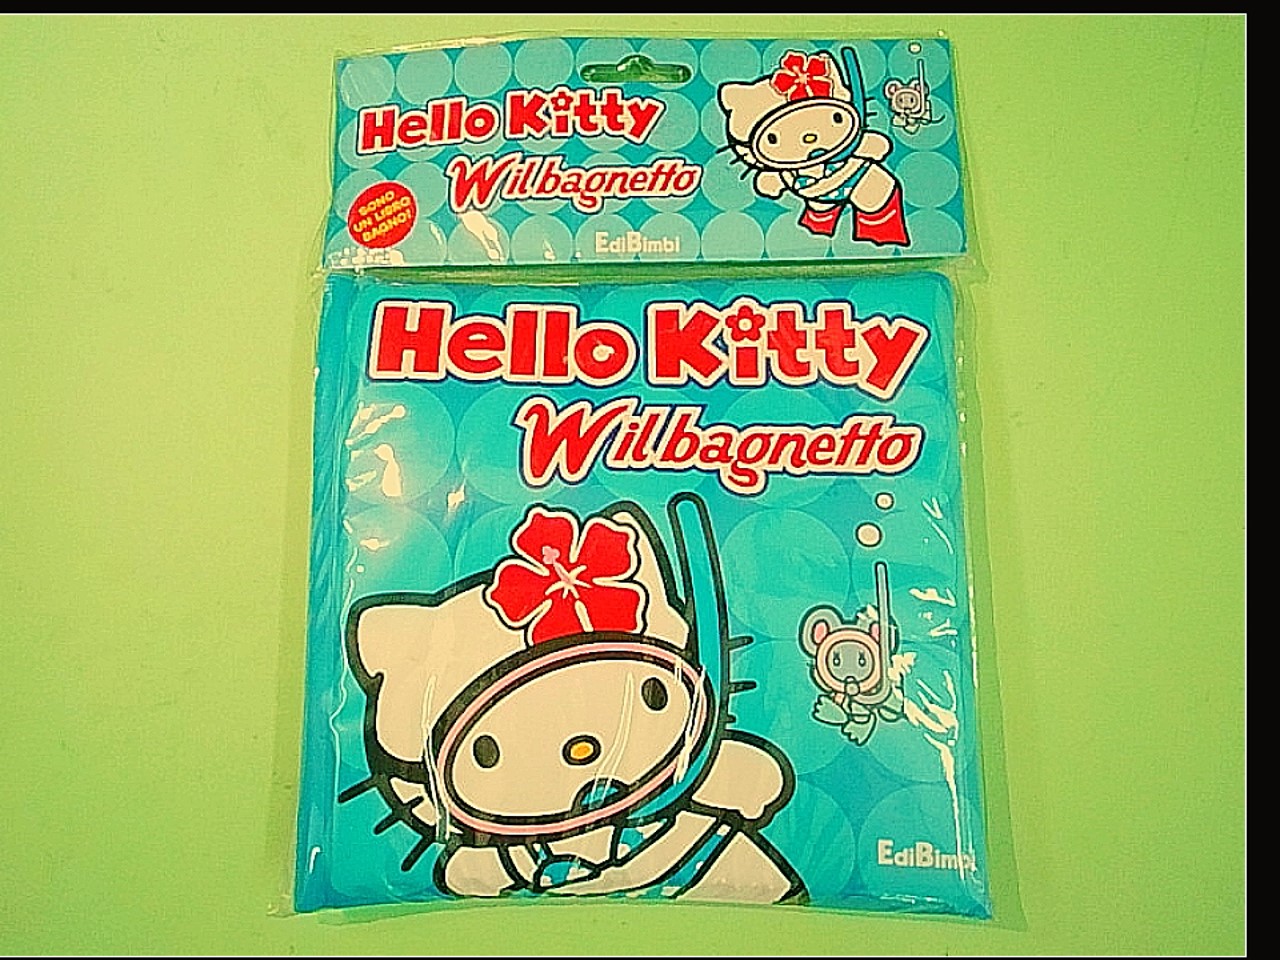 Hello Kitty
W il bagnetto
SONO
UN LIBRO
BAGNO!
EdiBimbi
Hello Kitty
W il bagnetto
EdiBimbi